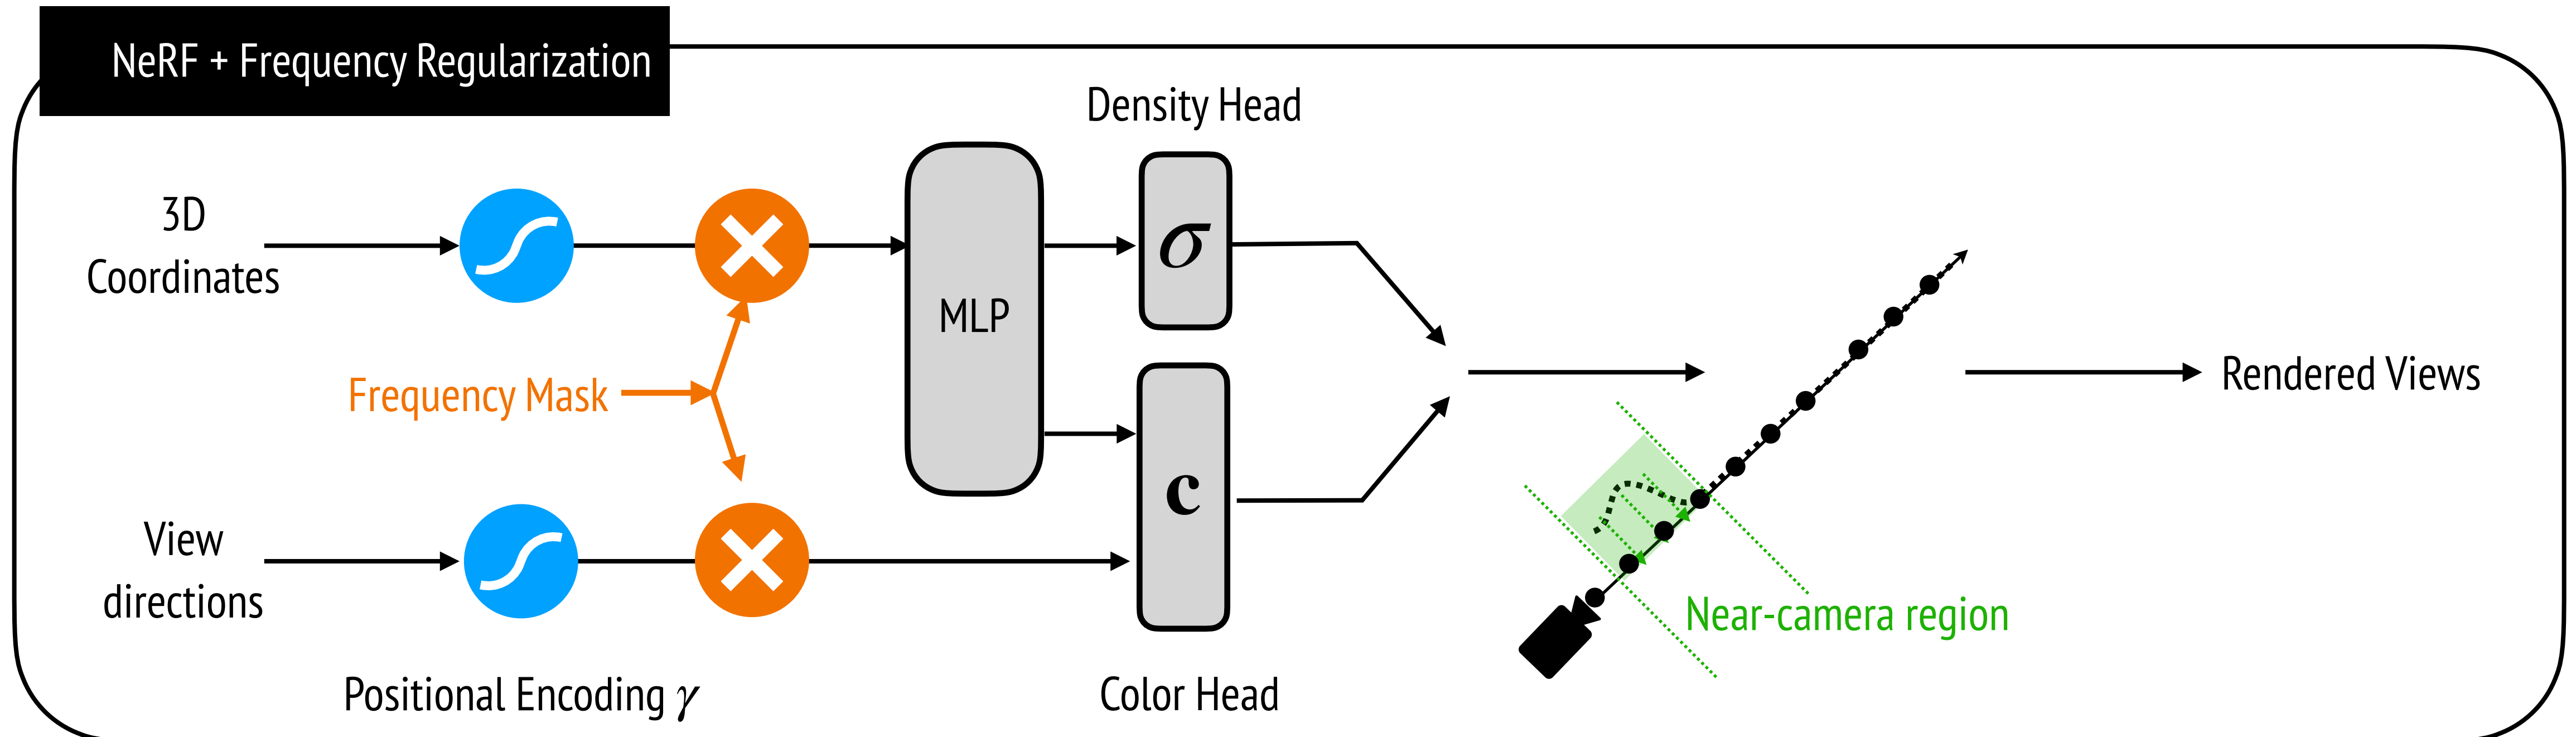 NeRF + Frequency Regularization
Density Head
3D
Coordinates
σ
MLP
Frequency Mask
Rendered Views
c
View
directions
Near-camera region
Positional Encoding γ
Color Head